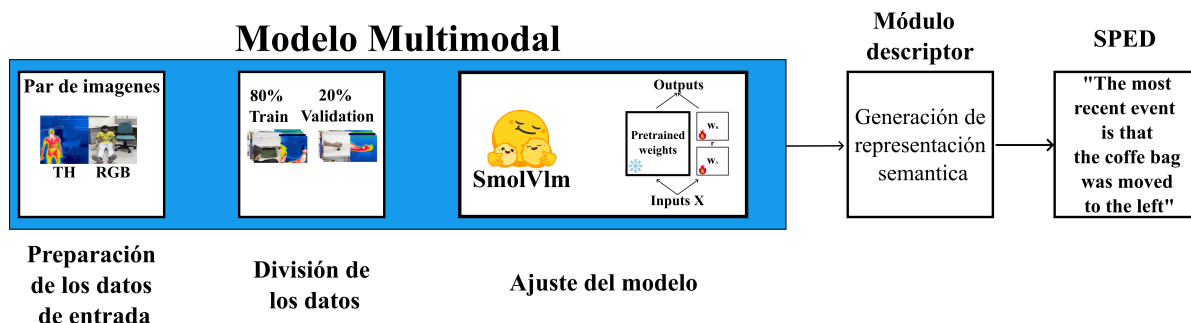 Modelo Multimodal
Par de imagenes
TH RGB
80% 20%
Train Validation
SmolVlm
Outputs
Pretrained
weights
W
W
Inputs X
Preparación
de los datos
de entrada
División de
los datos
Ajuste del modelo
Módulo
descriptor
Generación de
representación
semantica
SPED
"The most
recent event
is that
the coffe bag
was moved
to the left"